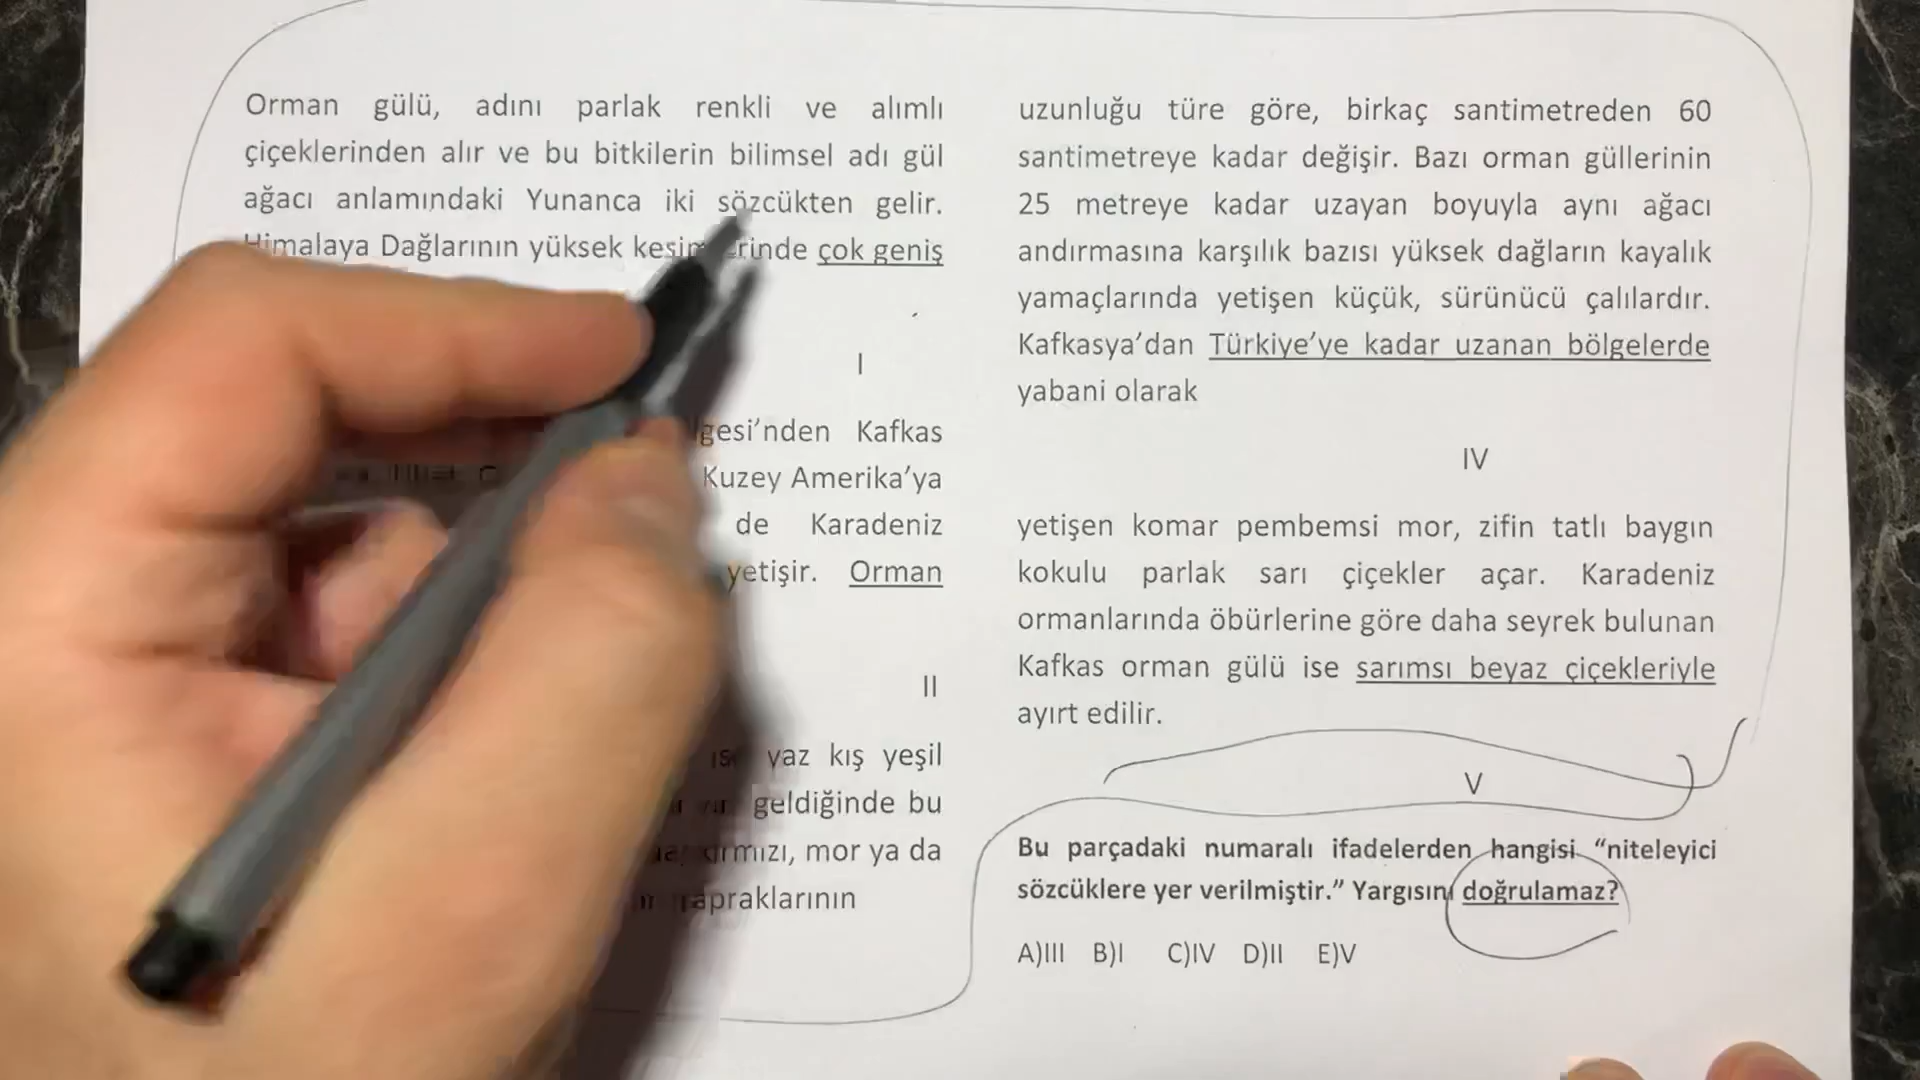 Orman gülü, adını parlak renkli ve alımlı
çiçeklerinden alır ve bu bitkilerin bilimsel adı gül
ağacı anlamındaki Yunanca iki sözcükten gelir.
Himalaya Dağlarının yüksek kesimlerinde çok geniş
I
Kafkas
Kuzey Amerika'ya
de Karadeniz
yetişir. Orman
II
yaz kış yeşil
geldiğinde bu
kırmızı, mor ya da
yapraklarının
uzunluğu türe göre, birkaç santimetreden 60
santimetreye kadar değişir. Bazı orman güllerinin
25 metreye kadar uzayan boyuyla aynı ağacı
andırmasına karşılık bazısı yüksek dağların kayalık
yamaçlarında yetişen küçük, sürünücü çalılardır.
Kafkasya'dan Türkiye'ye kadar uzanan bölgelerde
yabani olarak
IV
yetişen komar pembemsi mor, zifin tatlı baygın
kokulu parlak sarı çiçekler açar. Karadeniz
ormanlarında öbürlerine göre daha seyrek bulunan
Kafkas orman gülü ise sarımsı beyaz çiçekleriyle
ayırt edilir.
V
Bu parçadaki numaralı ifadelerden hangisi “niteleyici
sözcüklere yer verilmiştir.” Yargısını doğrulamaz?
A)III B)I C)IV D)II E)V